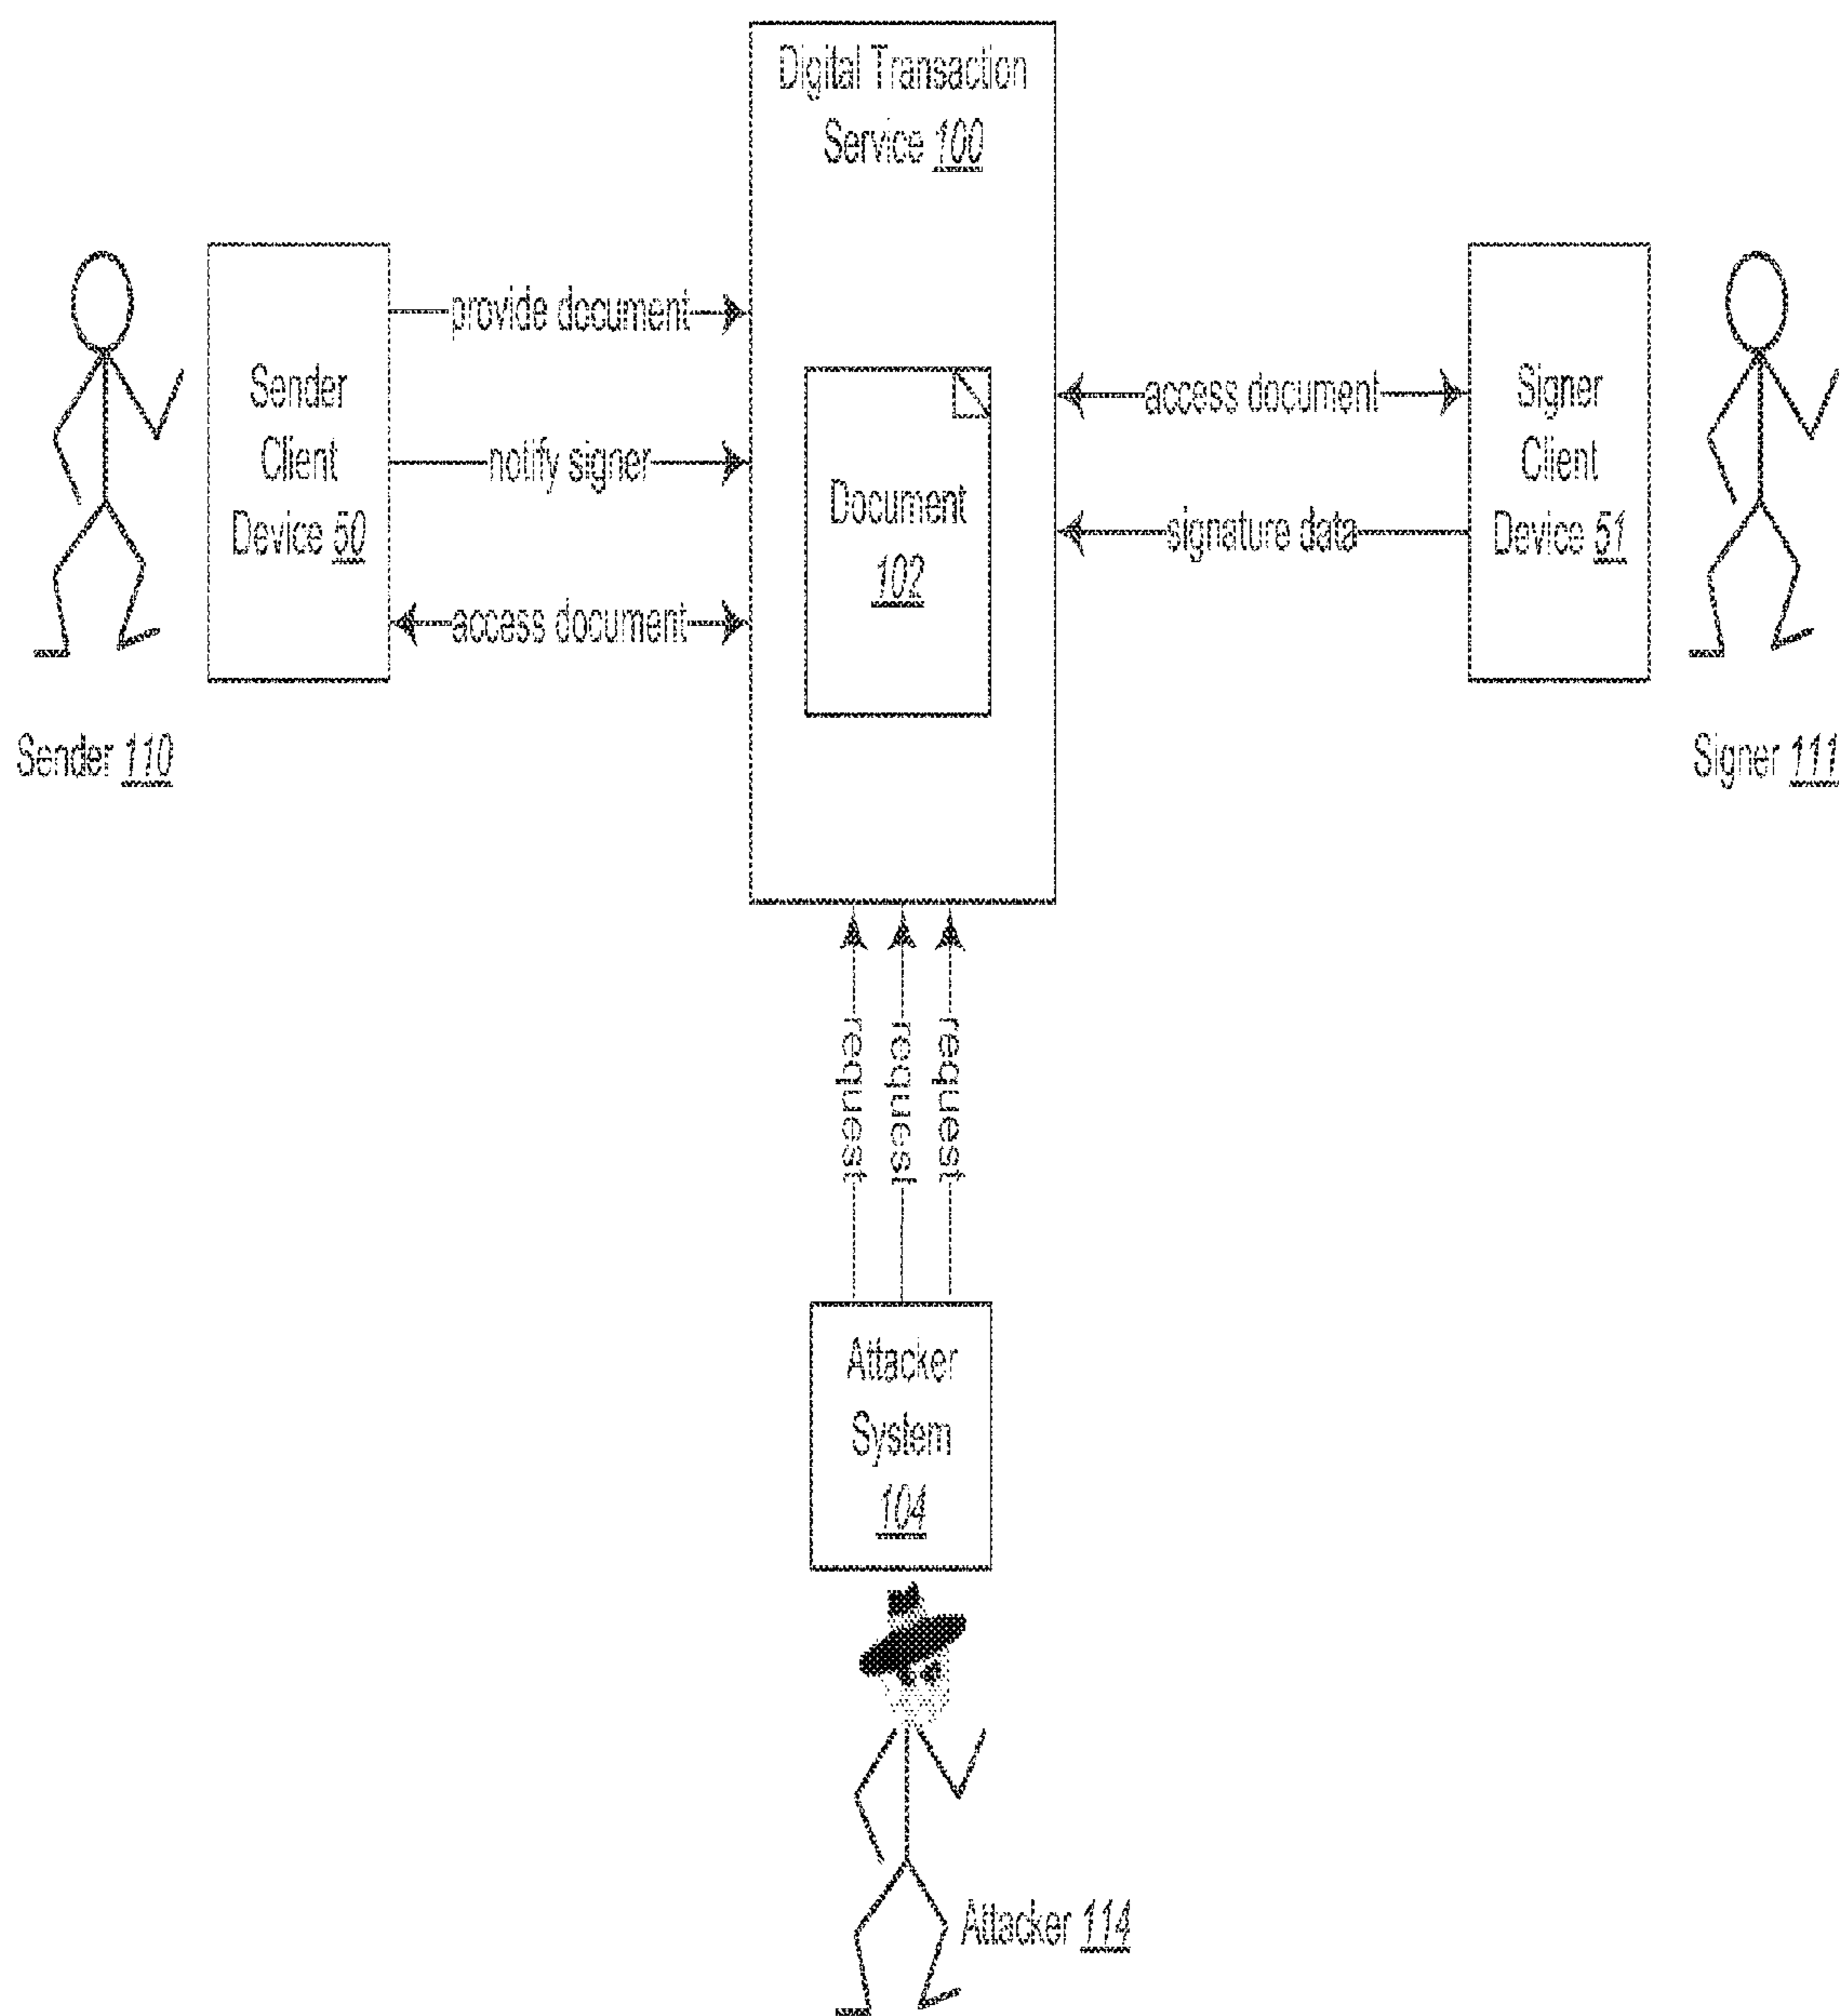 Digital Transaction
Service 100
provide document
Sender
Client
Device 50
notify signer
access document
Document
102
access document
signature data
Signer
Client
Device 51
Sender 110
Signer 111
request
request
request
Attacker
System
104
Attacker 114